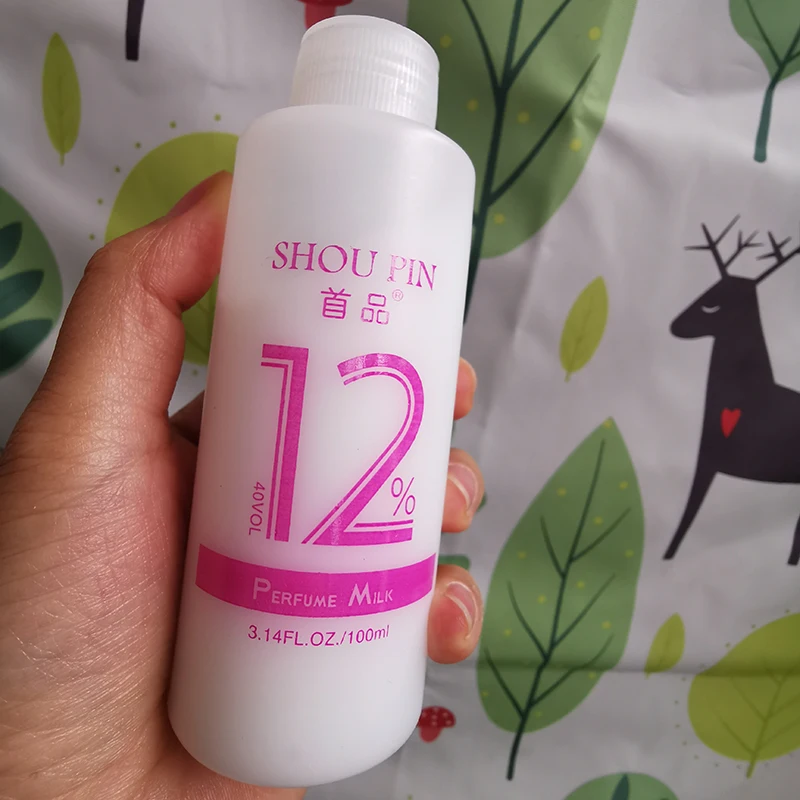 SHOU PIN
首品®
12%
40VOL
PERFUME MILK
3.14FL.OZ./100ml